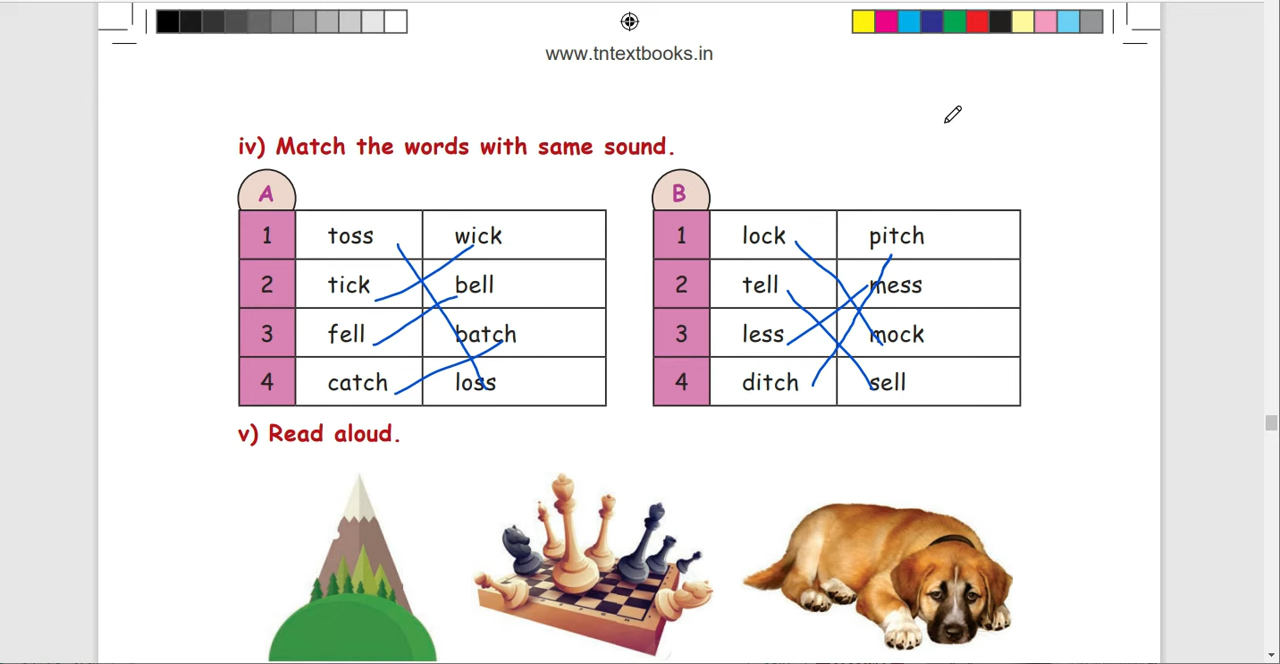 www.tntextbooks.in
iv) Match the words with same sound.
A
1 toss wick
2 tick bell
3 fell batch
4 catch loss
B
1 lock pitch
2 tell mess
3 less mock
4 ditch sell
v) Read aloud.